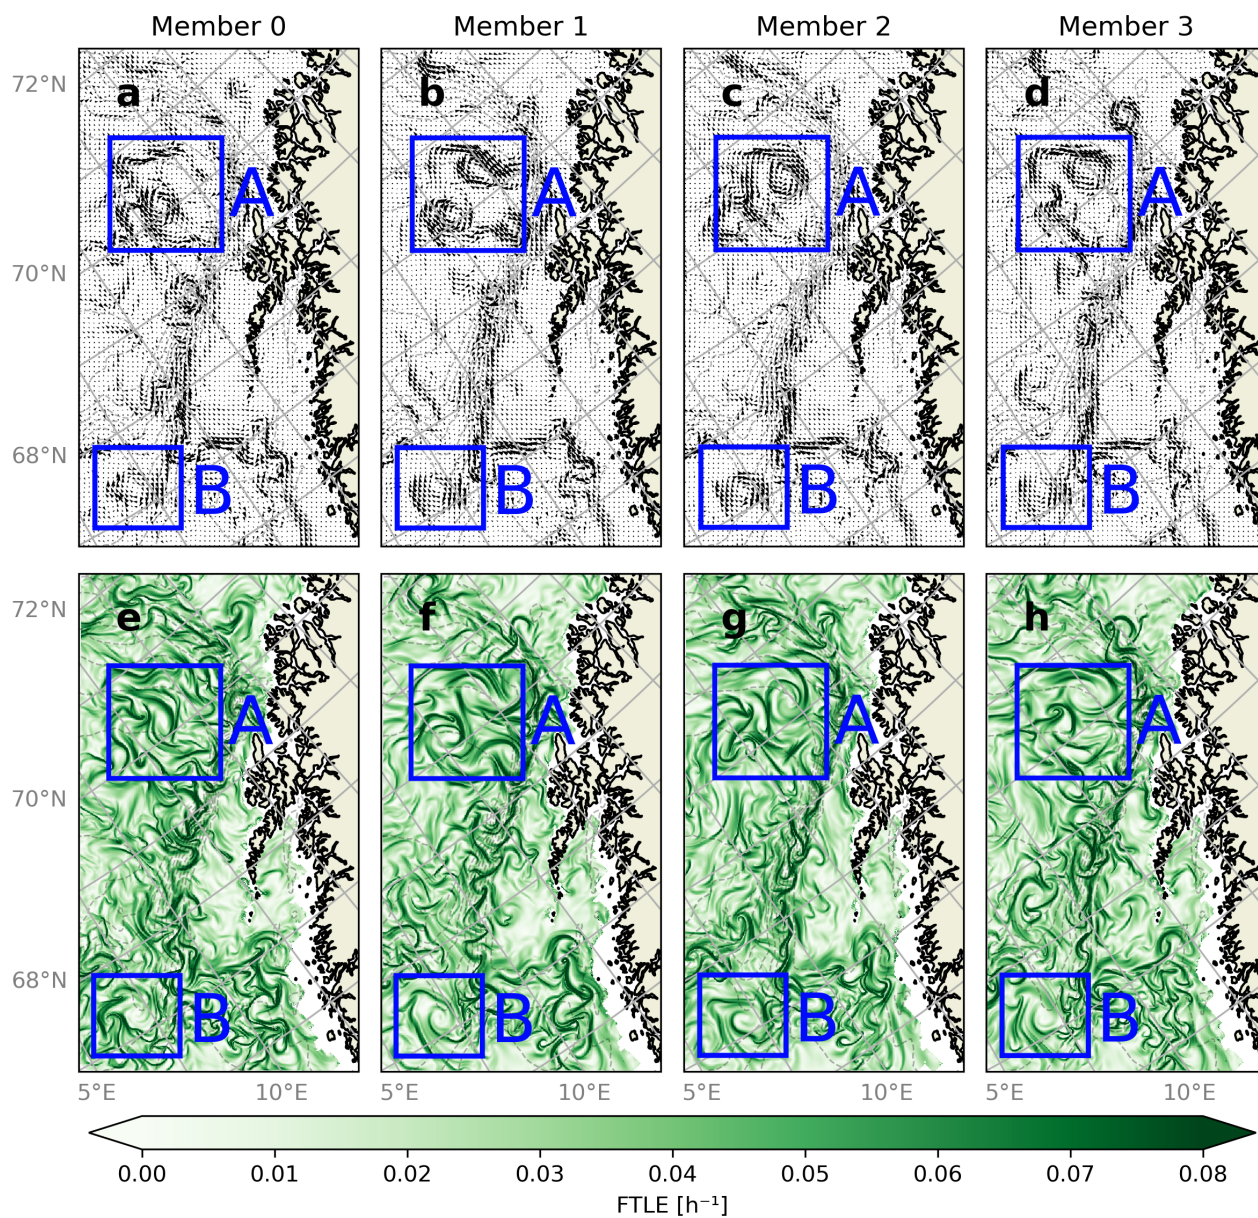 Member 0 Member 1 Member 2 Member 3
72°N a b c d
A A A A
70°N
68°N
B B B B
72°N e f g h
A A A A
70°N
68°N
B B B B
5°E 10°E 5°E 10°E 5°E 10°E 5°E 10°E
0.00 0.01 0.02 0.03 0.04 0.05 0.06 0.07 0.08
FTLE [h⁻¹]